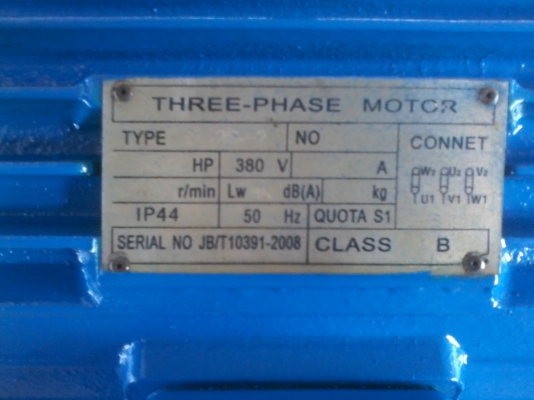 THREE-PHASE MOTOR
TYPE NO CONNET
HP 380 V A
W2 U2 V2
r/min Lw dB(A) kg
U1 V1 W1
IP44 50 Hz QUOTA S1
SERIAL NO JB/T10391-2008 CLASS B